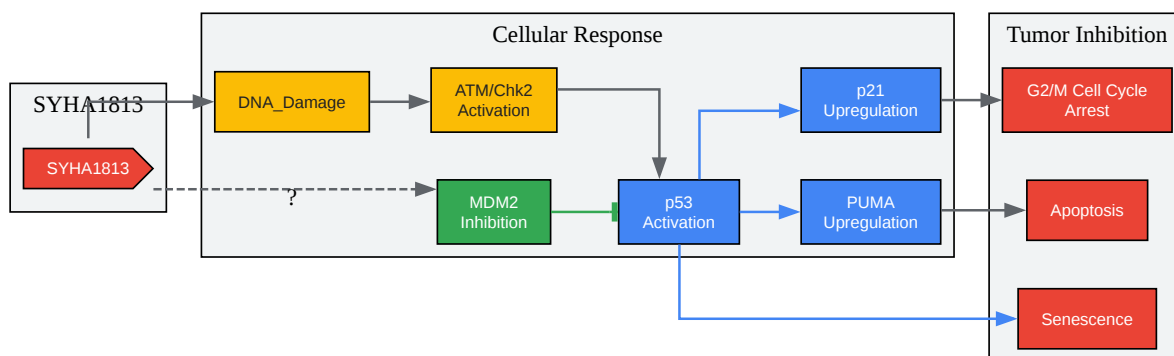 Cellular Response
Tumor Inhibition
SYHA1813
DNA_Damage
ATM/Chk2
Activation
p21
Upregulation
G2/M Cell Cycle
Arrest
SYHA1813
?
MDM2
Inhibition
p53
Activation
PUMA
Upregulation
Apoptosis
Senescence